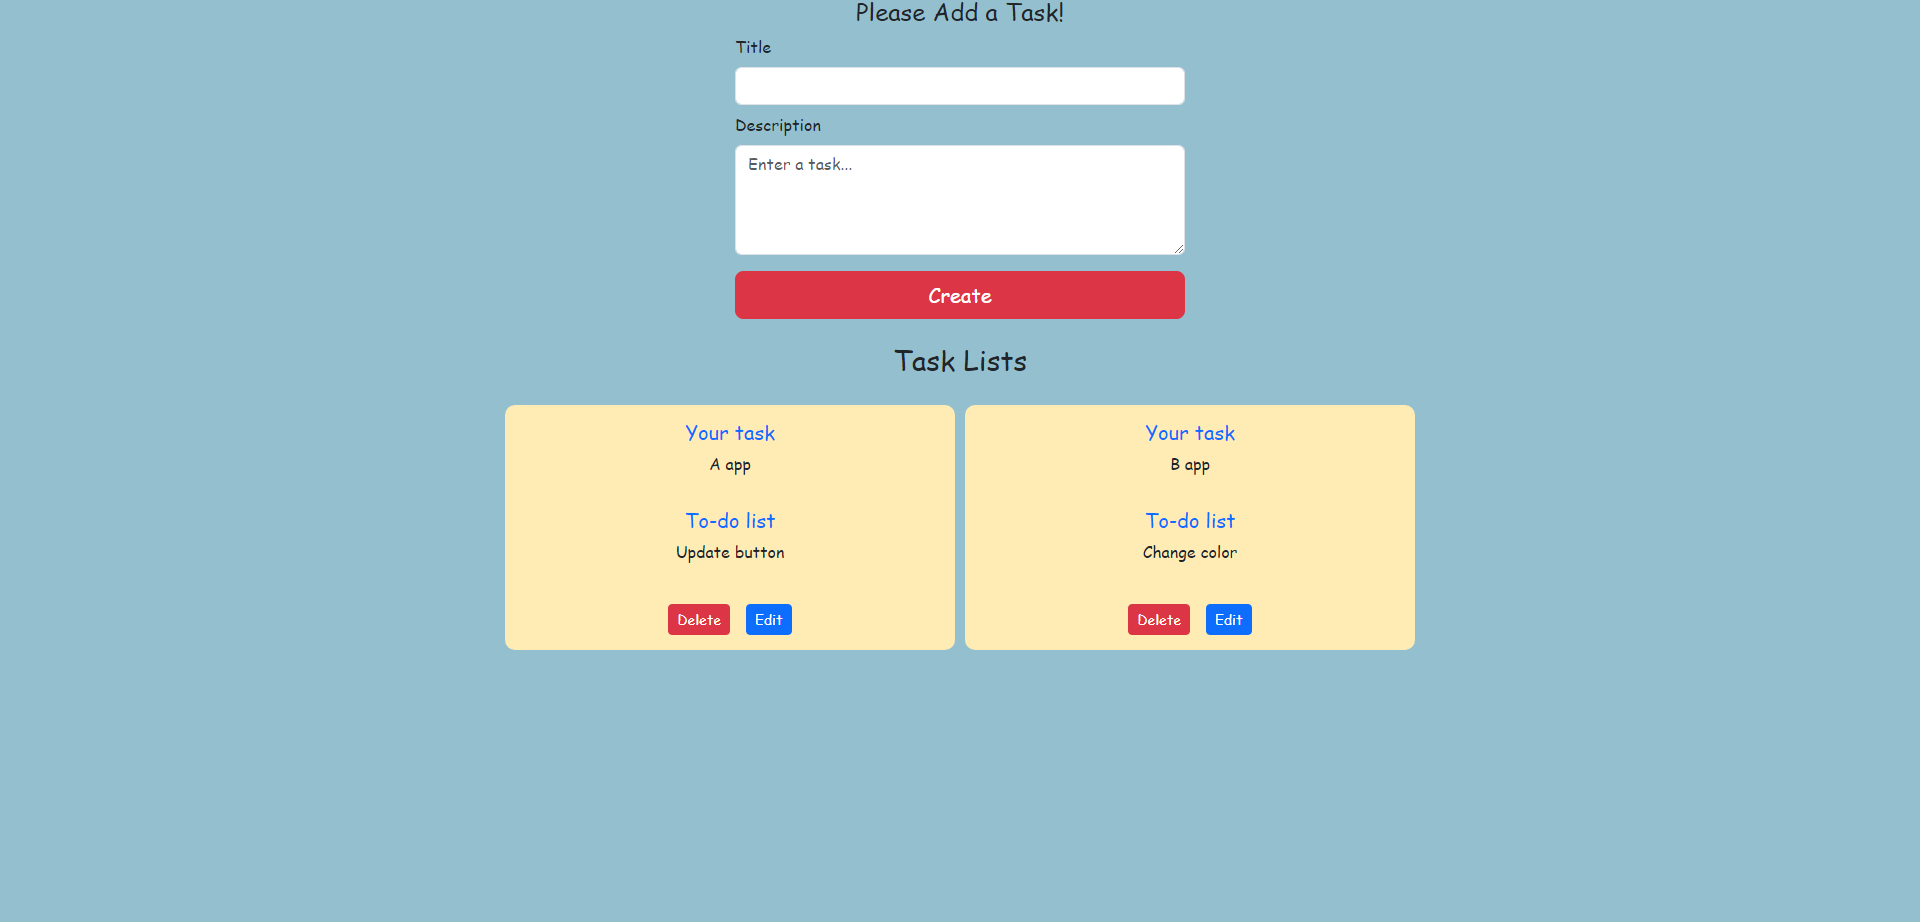 Please Add a Task!
Title
Description
Enter a task...
Create
Task Lists
Your task
A app
To-do list
Update button
Delete Edit
Your task
B app
To-do list
Change color
Delete Edit